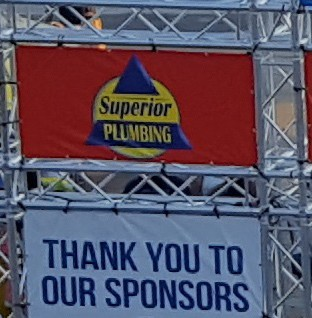 Superior
PLUMBING
THANK YOU TO
OUR SPONSORS